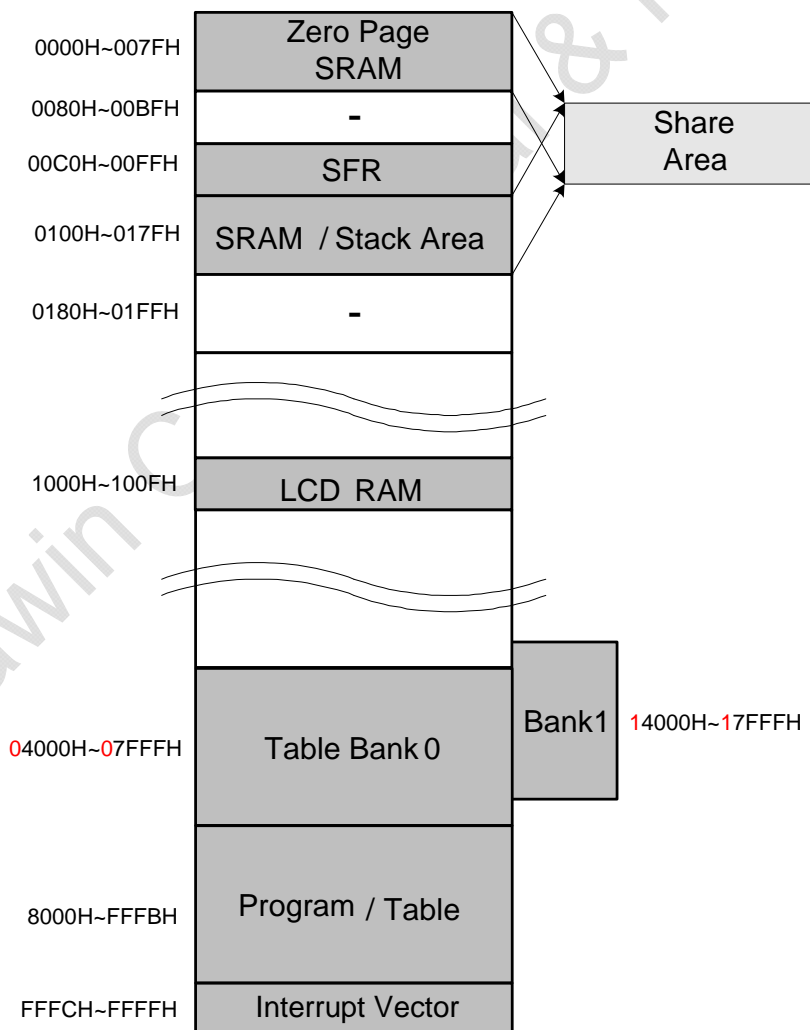 0000H~007FH
Zero Page
SRAM
0080H~00BFH
-
Share
Area
00C0H~00FFH
SFR
0100H~017FH
SRAM / Stack Area
0180H~01FFH
-
1000H~100FH
LCD RAM
04000H~07FFFH
Table Bank 0
Bank1
14000H~17FFFH
8000H~FFFBH
Program / Table
FFFCH~FFFFH
Interrupt Vector